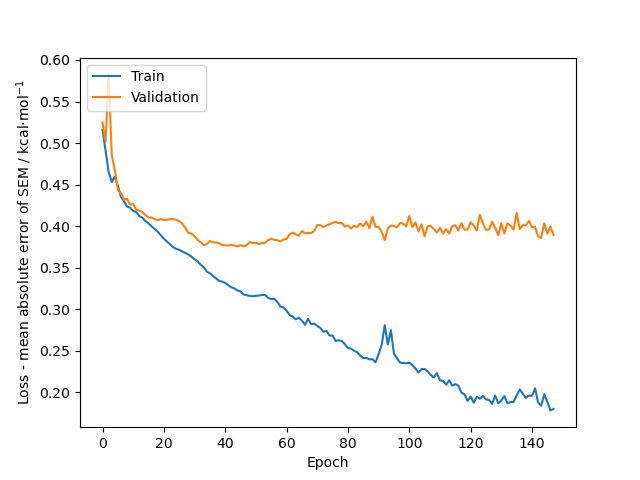 0.60
0.55
0.50
0.45
0.40
0.35
0.30
0.25
0.20
Loss - mean absolute error of SEM / kcal·mol⁻¹
Train
Validation
0 20 40 60 80 100 120 140
Epoch